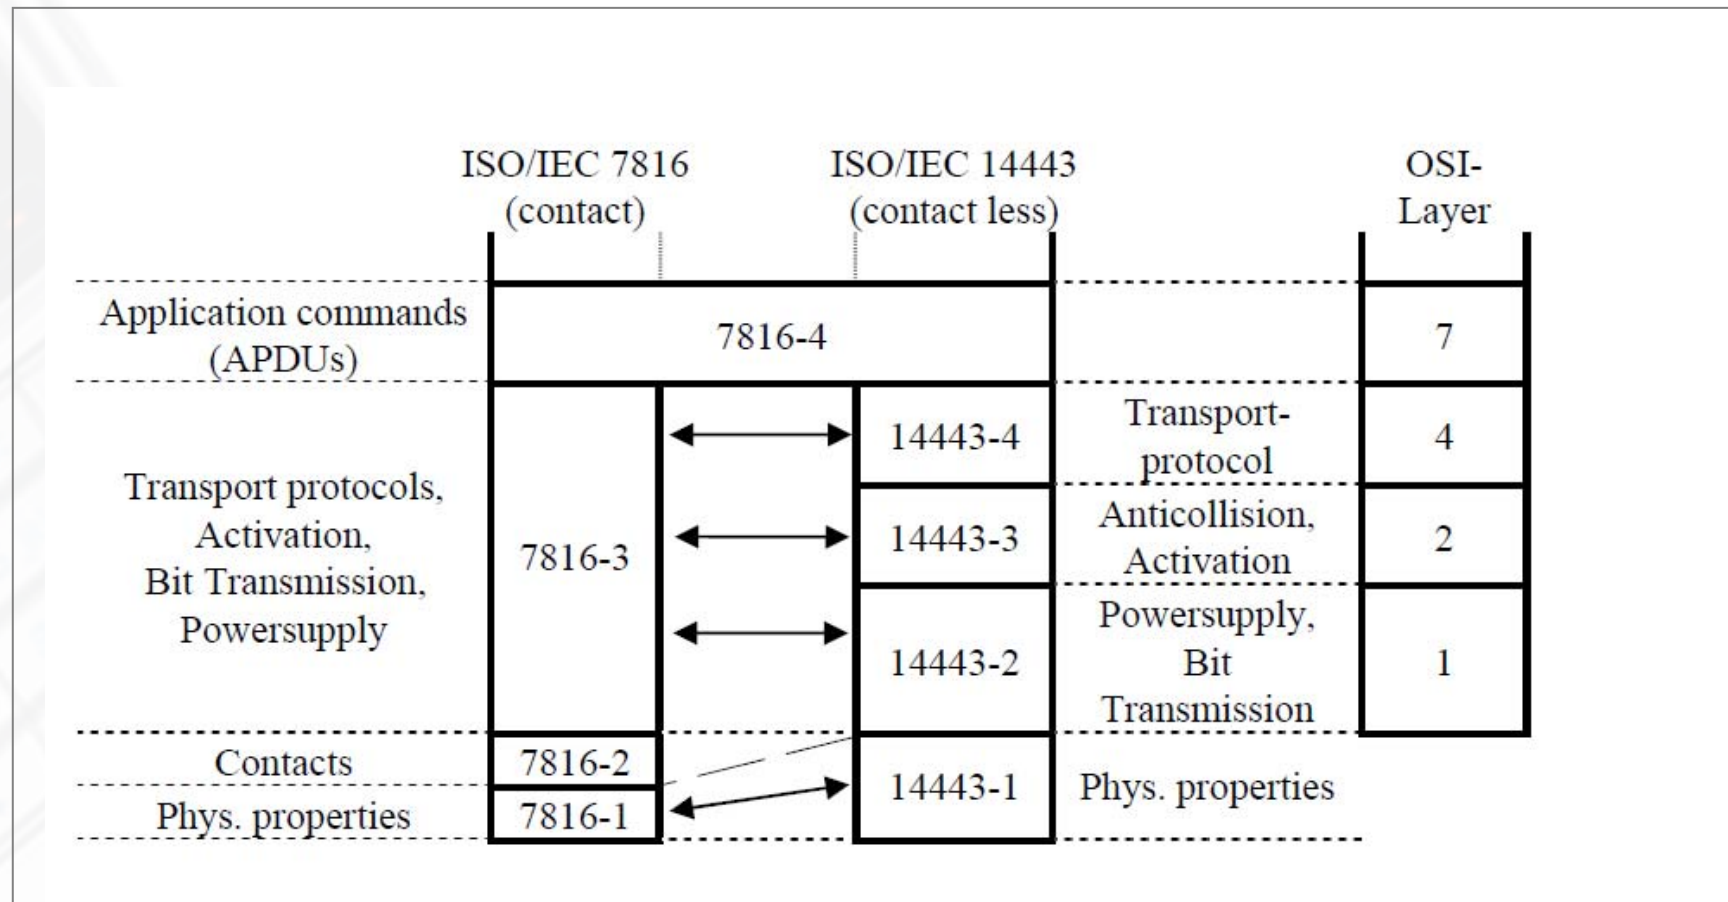 ISO/IEC 7816
(contact)
ISO/IEC 14443
(contact less)
OSI-
Layer
Application commands
(APDUs)
7816-4
7
Transport protocols,
Activation,
Bit Transmission,
Powersupply
7816-3
14443-4
Transport-
protocol
4
14443-3
Anticollision,
Activation
2
14443-2
Powersupply,
Bit
Transmission
1
Contacts
7816-2
Phys. properties
7816-1
14443-1
Phys. properties